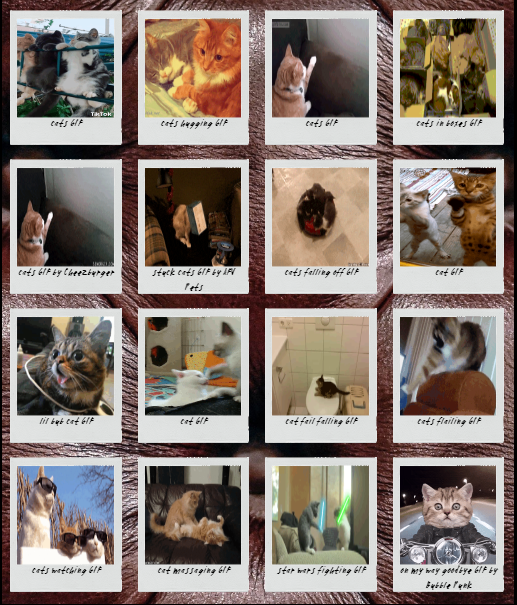 TikTok
cats GIF
cats hugging GIF
cats GIF
cats in boxes GIF
cats GIF by Cheezburger
stuck cats GIF by AFV
Pets
cats falling off GIF
cat GIF
lil bub cat GIF
cat GIF
cat fail falling GIF
cats flailing GIF
cats watching GIF
cat massaging GIF
star wars fighting GIF
on my way goodbye GIF by
Bubble Punk